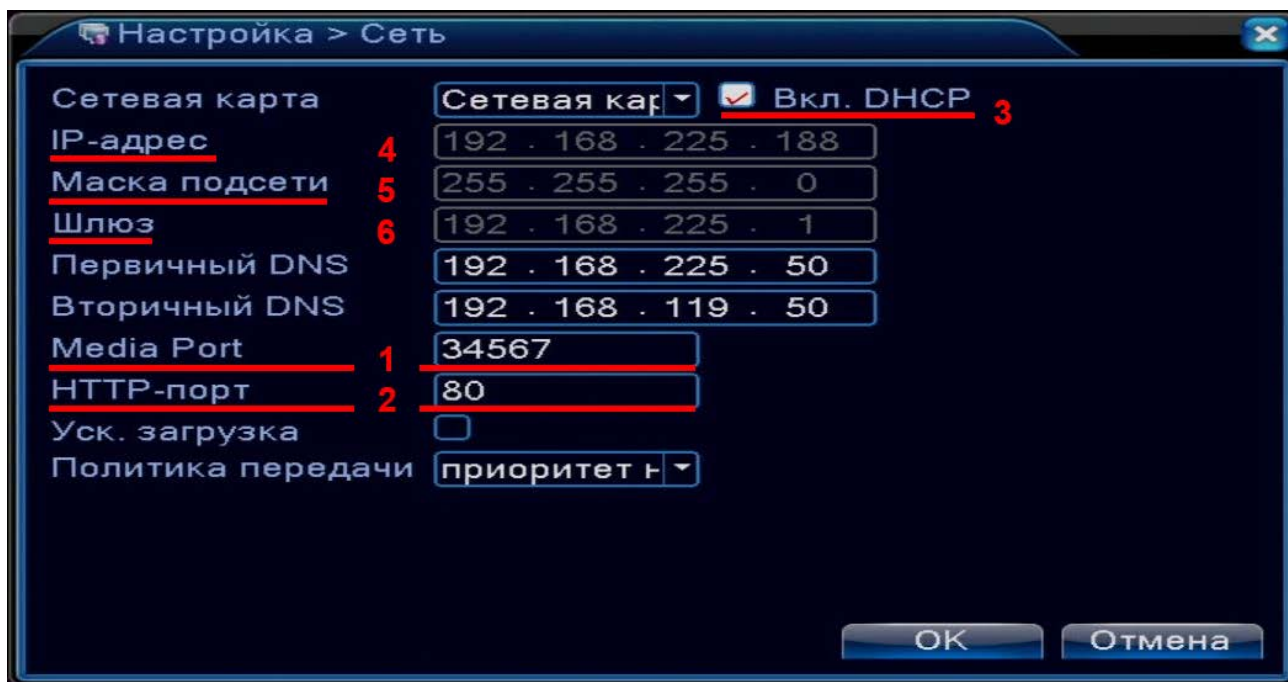 Настройка > Сеть
Сетевая карта Сетевая кар Вкл. DHCP 3
IP-адрес 4 192 . 168 . 225 . 188
Маска подсети 5 255 . 255 . 255 . 0
Шлюз 6 192 . 168 . 225 . 1
Первичный DNS 192 . 168 . 225 . 50
Вторичный DNS 192 . 168 . 119 . 50
Media Port 1 34567
HTTP-порт 2 80
Уск. загрузка
Политика передачи приоритет н
OK Отмена